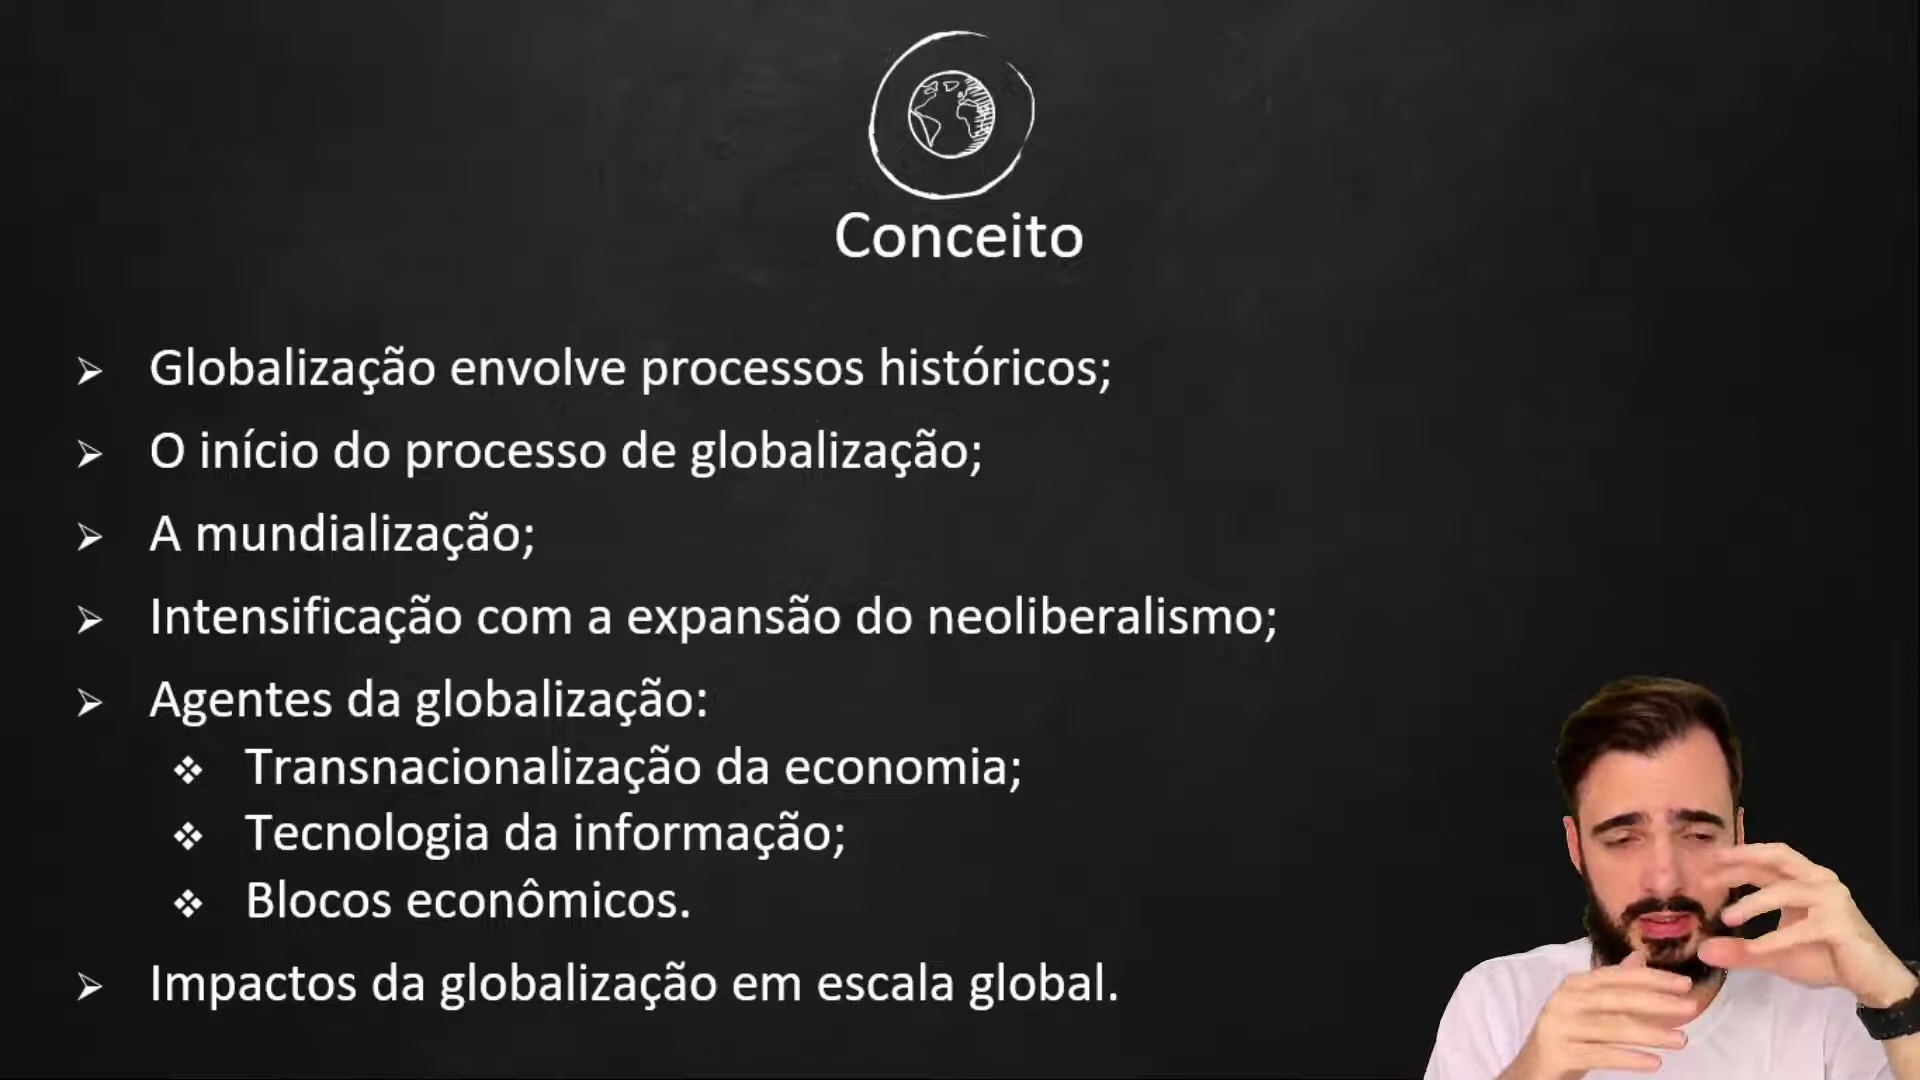 Conceito
Globalização envolve processos históricos;
O início do processo de globalização;
A mundialização;
Intensificação com a expansão do neoliberalismo;
Agentes da globalização:
Transnacionalização da economia;
Tecnologia da informação;
Blocos econômicos.
Impactos da globalização em escala global.